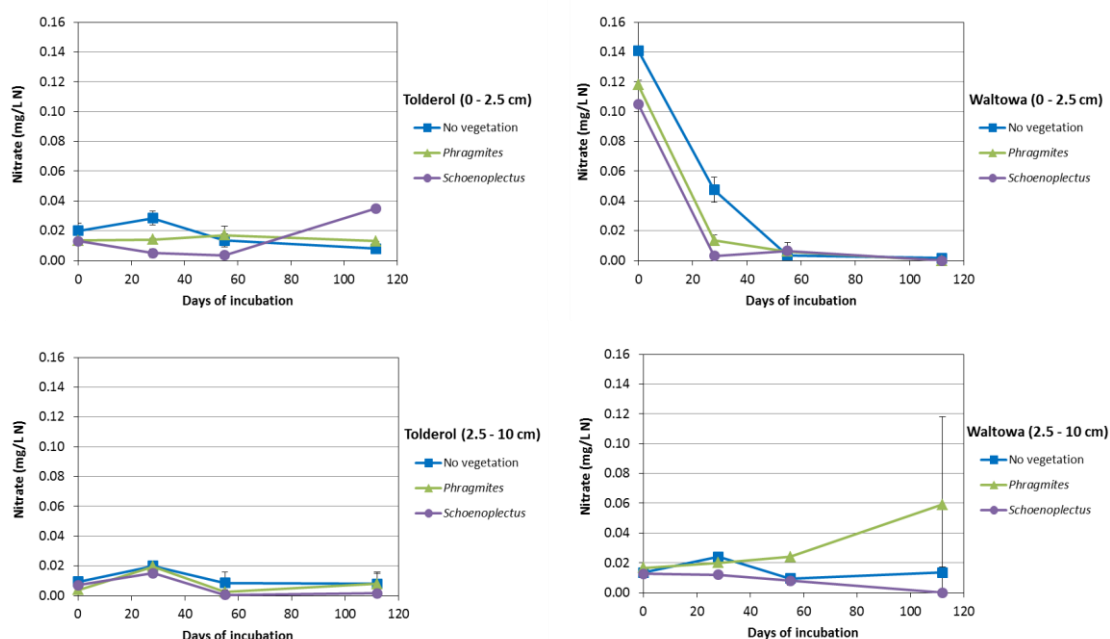 0.16
0.14
0.12
0.10
0.08
0.06
0.04
0.02
0.00
Nitrate (mg/L N)
0 20 40 60 80 100 120
Days of incubation
Tolderol (0 - 2.5 cm)
No vegetation
Phragmites
Schoenoplectus
0.16
0.14
0.12
0.10
0.08
0.06
0.04
0.02
0.00
Nitrate (mg/L N)
0 20 40 60 80 100 120
Days of incubation
Waltowa (0 - 2.5 cm)
No vegetation
Phragmites
Schoenoplectus
0.16
0.14
0.12
0.10
0.08
0.06
0.04
0.02
0.00
Nitrate (mg/L N)
0 20 40 60 80 100 120
Days of incubation
Tolderol (2.5 - 10 cm)
No vegetation
Phragmites
Schoenoplectus
0.16
0.14
0.12
0.10
0.08
0.06
0.04
0.02
0.00
Nitrate (mg/L N)
0 20 40 60 80 100 120
Days of incubation
Waltowa (2.5 - 10 cm)
No vegetation
Phragmites
Schoenoplectus